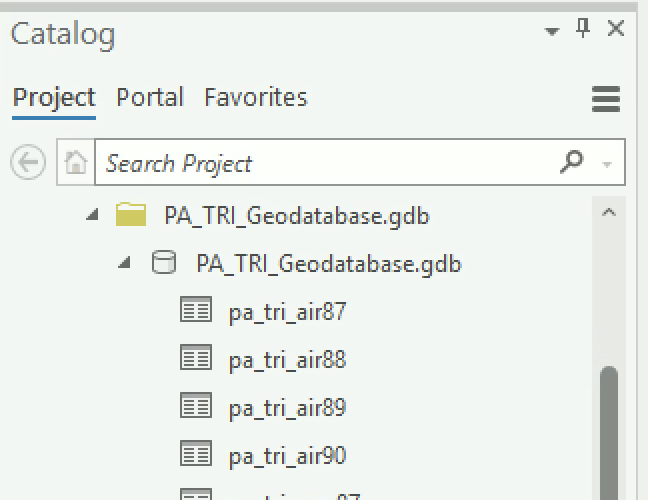 Catalog
Project Portal Favorites
Search Project
PA_TRI_Geodatabase.gdb
PA_TRI_Geodatabase.gdb
pa_tri_air87
pa_tri_air88
pa_tri_air89
pa_tri_air90